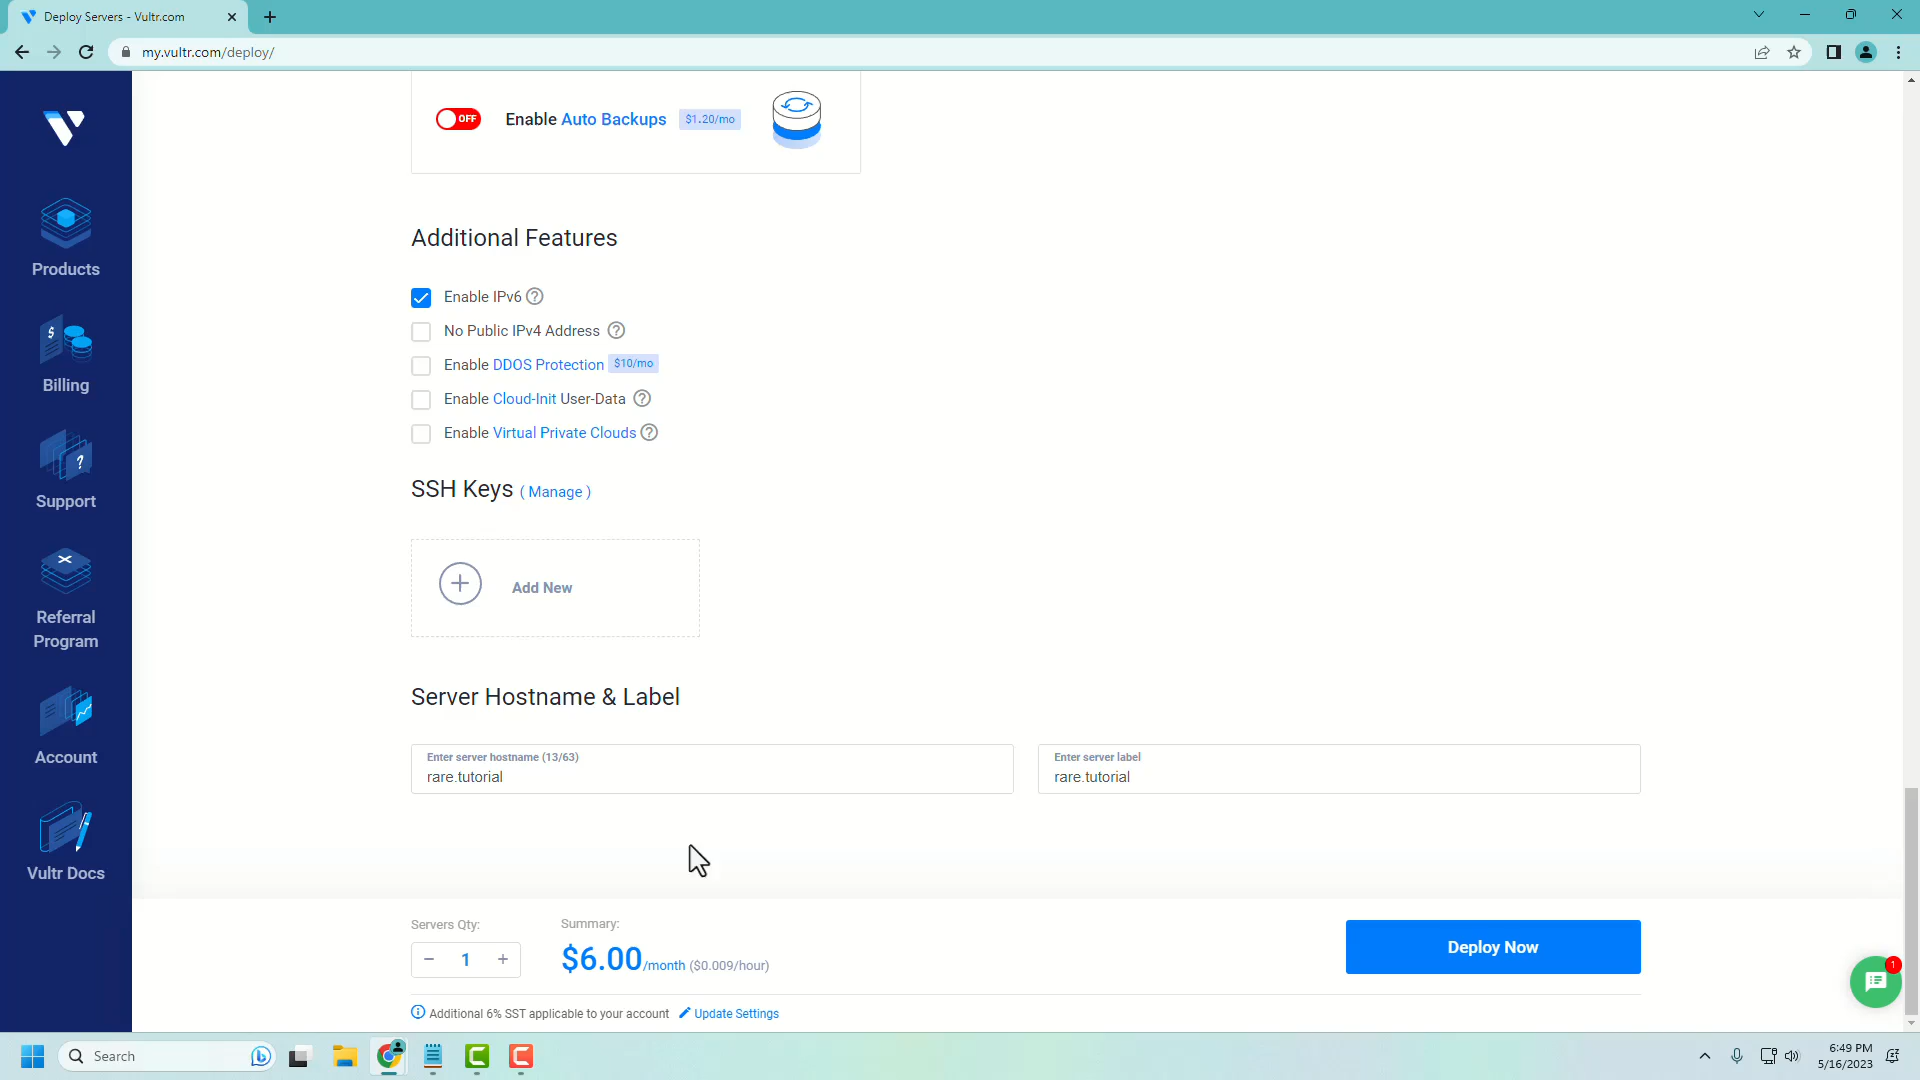 Deploy Servers - Vultr.com
my.vultr.com/deploy/
OFF
Enable Auto Backups $1.20/mo
Products
Billing
Support
Referral
Program
Account
Vultr Docs
Additional Features
Enable IPv6
No Public IPv4 Address
Enable DDOS Protection $10/mo
Enable Cloud-Init User-Data
Enable Virtual Private Clouds
SSH Keys ( Manage )
Add New
Server Hostname & Label
Enter server hostname (13/63)
rare.tutorial
Enter server label
rare.tutorial
Servers Qty:
1
Summary:
$6.00/month ($0.009/hour)
Deploy Now
1
Additional 6% SST applicable to your account Update Settings
Search
6:49 PM
5/16/2023